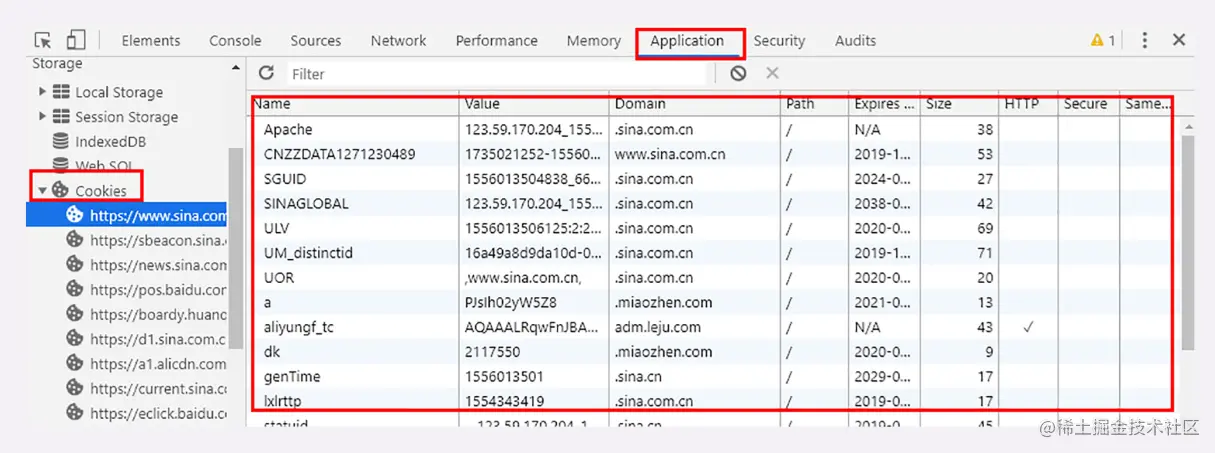 Elements Console Sources Network Performance Memory Application Security Audits 1
Storage
Filter
Local Storage
Session Storage
IndexedDB
Web SQL
Cookies
https://www.sina.com
https://sbeacon.sina.
https://news.sina.com
https://pos.baidu.com
https://boardy.huanc
https://d1.sina.com.c
https://a1.alicdn.com
https://current.sina.cc
https://eclick.baidu.cc
Name Value Domain Path Expires ... Size HTTP Secure Same...
Apache 123.59.170.204_155... .sina.com.cn / N/A 38
CNZZDATA1271230489 1735021252-15560... www.sina.com.cn / 2019-1... 53
SGUID 1556013504838_66... .sina.com.cn / 2024-0... 27
SINAGLOBAL 123.59.170.204_155... .sina.com.cn / 2038-0... 42
ULV 1556013506125:2:2... .sina.com.cn / 2020-0... 69
UM_distinctid 16a49a8d9da10d-0... .sina.com.cn / 2019-1... 71
UOR ,www.sina.com.cn, .sina.com.cn / 2020-0... 20
a PJsIh02yW5Z8 .miaozhen.com / 2021-0... 13
aliyungf_tc AQAAALRqwFnJBA... adm.leju.com / N/A 43 ✓
dk 2117550 .miaozhen.com / 2020-0... 9
genTime 1556013501 .sina.cn / 2029-0... 17
lxlrttp 1554343419 .sina.com.cn / 2019-0... 17
statuid 123.59.170.204_1... .sina.cn / 2019-0... 45
@稀土掘金技术社区